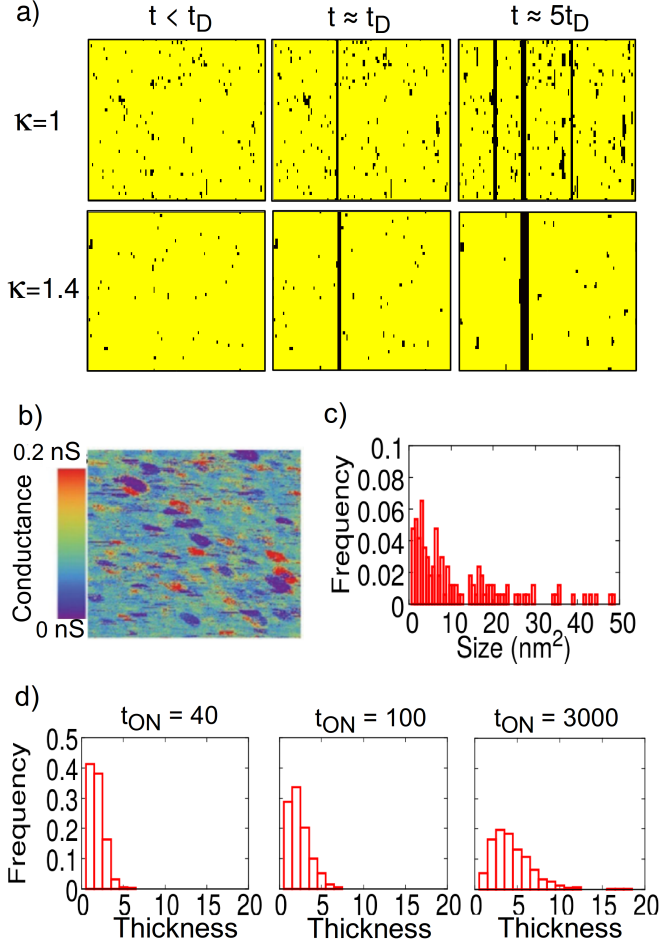 a)
t < tD
t ≈ tD
t ≈ 5tD
κ=1
κ=1.4
b)
0.2 nS
Conductance
0 nS
c)
0.1
0.08
0.06
0.04
0.02
0
Frequency
0 10 20 30 40 50
Size (nm²)
d)
tON = 40
tON = 100
tON = 3000
0.5
0.4
0.3
0.2
0.1
0
Frequency
0 5 10 15 20
0 5 10 15 20
0 5 10 15 20
Thickness
Thickness
Thickness